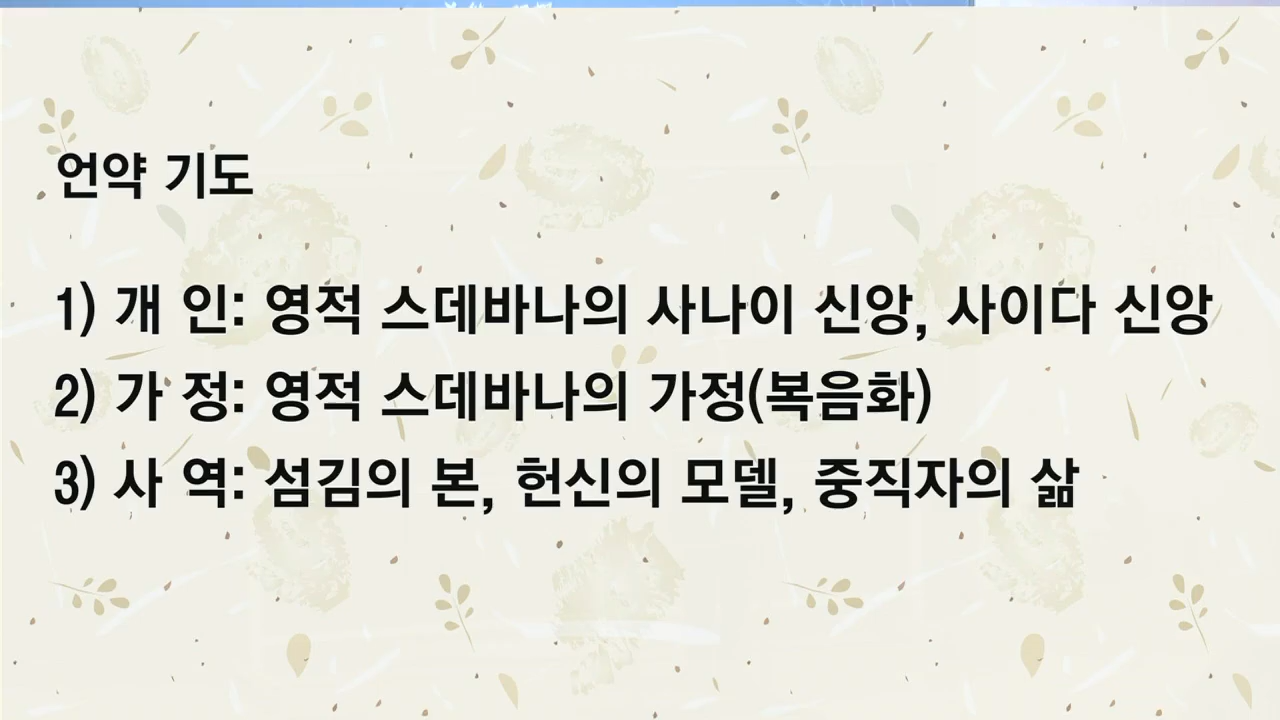 언약 기도
1) 개 인: 영적 스데바나의 사나이 신앙, 사이다 신앙
2) 가 정: 영적 스데바나의 가정(복음화)
3) 사 역: 섬김의 본, 헌신의 모델, 중직자의 삶